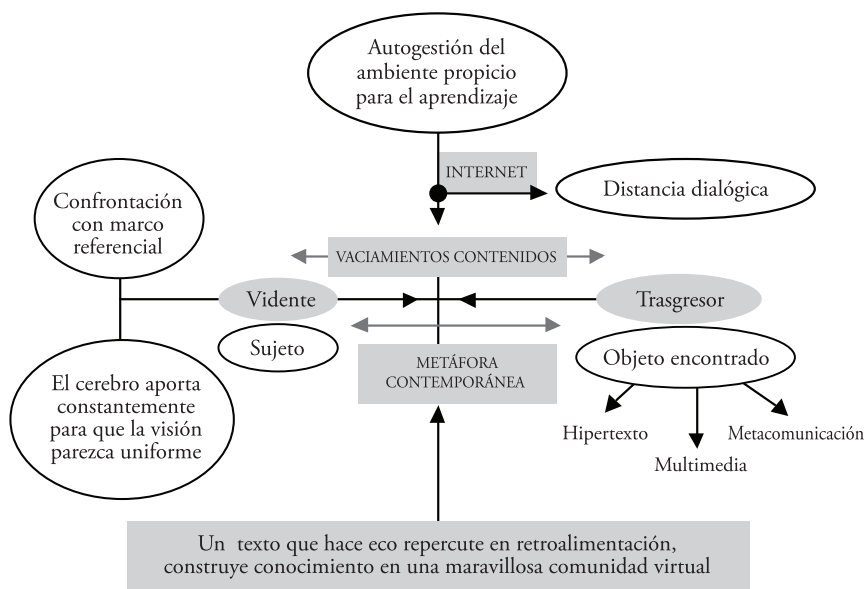 Autogestión del
ambiente propicio
para el aprendizaje
INTERNET
Distancia dialógica
Confrontación
con marco
referencial
VACIAMIENTOS CONTENIDOS
Vidente
Trasgresor
Sujeto
Objeto encontrado
METÁFORA
CONTEMPORÁNEA
El cerebro aporta
constantemente
para que la visión
parezca uniforme
Hipertexto
Metacomunicación
Multimedia
Un texto que hace eco repercute en retroalimentación,
construye conocimiento en una maravillosa comunidad virtual